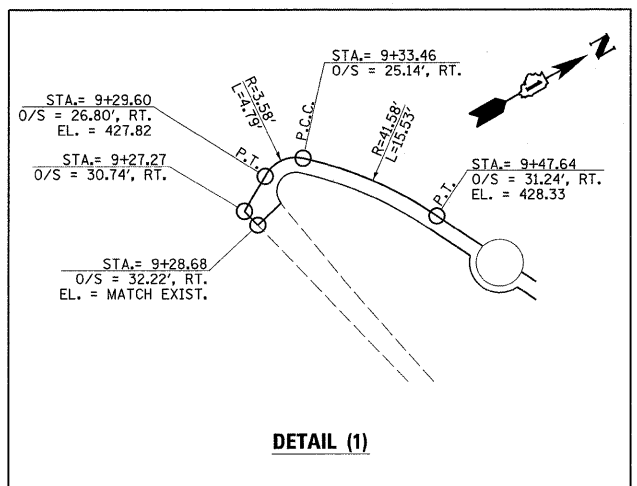 STA.= 9+33.46
O/S = 25.14', RT.
N
STA.= 9+29.60
O/S = 26.80', RT.
EL. = 427.82
R=3.58'
L=4.79'
P.C.C.
R=41.58'
L=15.53'
P.T.
STA.= 9+27.27
O/S = 30.74', RT.
STA.= 9+47.64
O/S = 31.24', RT.
EL. = 428.33
P.T.
STA.= 9+28.68
O/S = 32.22', RT.
EL. = MATCH EXIST.
DETAIL (1)